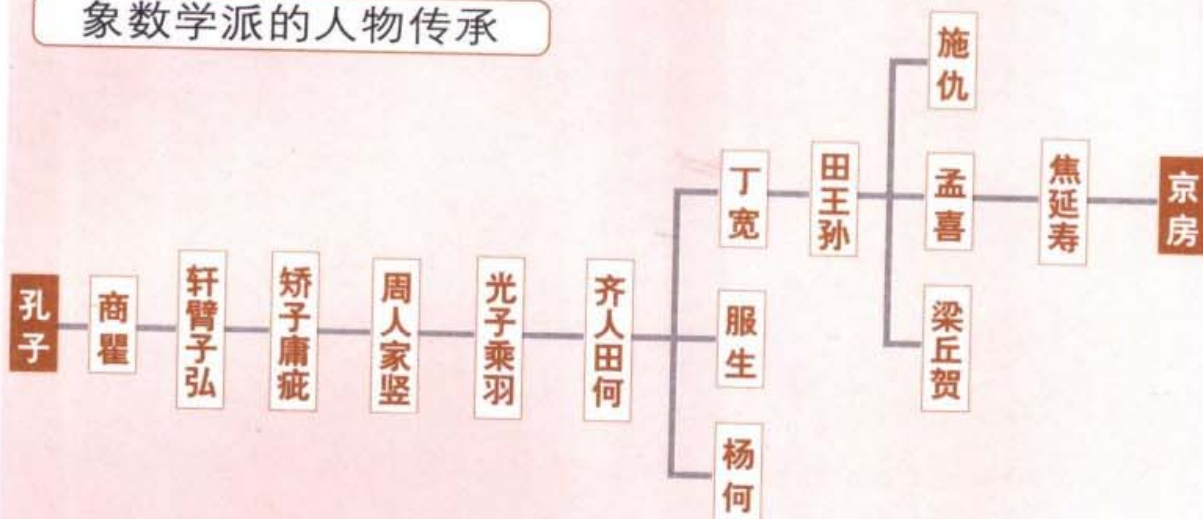 象数学派的人物传承
孔子
商瞿
轩臂子弘
矫子庸疵
周人家竖
光子乘羽
齐人田何
丁宽
服生
杨何
田王孙
施仇
孟喜
梁丘贺
焦延寿
京房